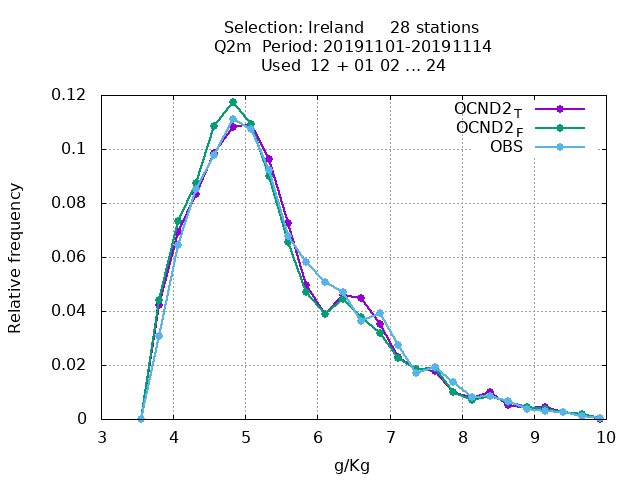 Selection: Ireland     28 stations
Q2m  Period: 20191101-20191114
Used  12 + 01 02 ... 24
0.12
0.1
0.08
0.06
0.04
0.02
0
Relative frequency
OCND2_T
OCND2_F
OBS
3 4 5 6 7 8 9 10
g/Kg